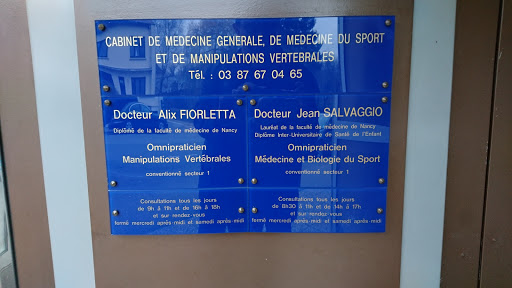 CABINET DE MEDECINE GENERALE, DE MEDECINE DU SPORT
ET DE MANIPULATIONS VERTEBRALES
Tél. : 03 87 67 04 65
Docteur Alix FIORLETTA
Diplômé de la faculté de médecine de Nancy
Omnipraticien
Manipulations Vertébrales
conventionné secteur 1
Consultations tous les jours
de 9h à 11h et de 16h à 18h
et sur rendez-vous
fermé mercredi après-midi et samedi après-midi
Docteur Jean SALVAGGIO
Lauréat de la faculté de médecine de Nancy
Diplôme Inter-Universitaire de Santé de l'Enfant
Omnipraticien
Médecine et Biologie du Sport
conventionné secteur 1
Consultations tous les jours
de 8h30 à 11h et de 14h à 17h
et sur rendez-vous
fermé mercredi après-midi et samedi après-midi